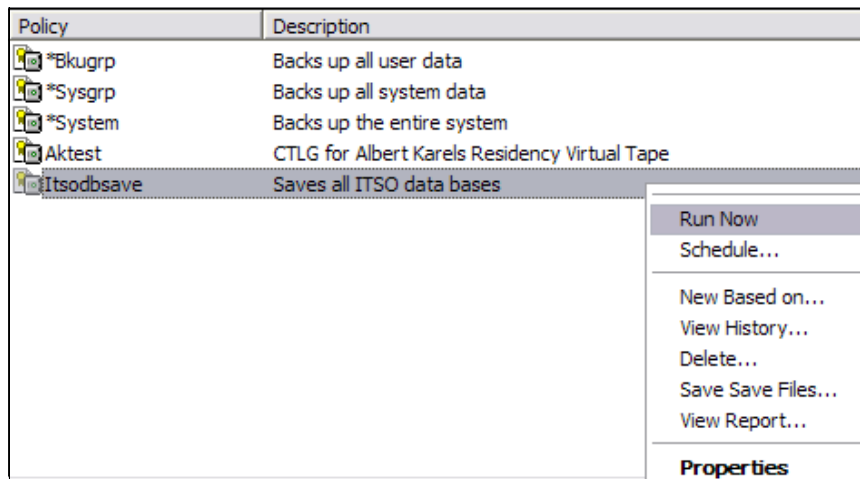 Policy Description
*Bkugrp Backs up all user data
*Sysgrp Backs up all system data
*System Backs up the entire system
Aktest CTLG for Albert Karels Residency Virtual Tape
Itsodbsave Saves all ITSO data bases
Run Now
Schedule...
New Based on...
View History...
Delete...
Save Save Files...
View Report...
Properties